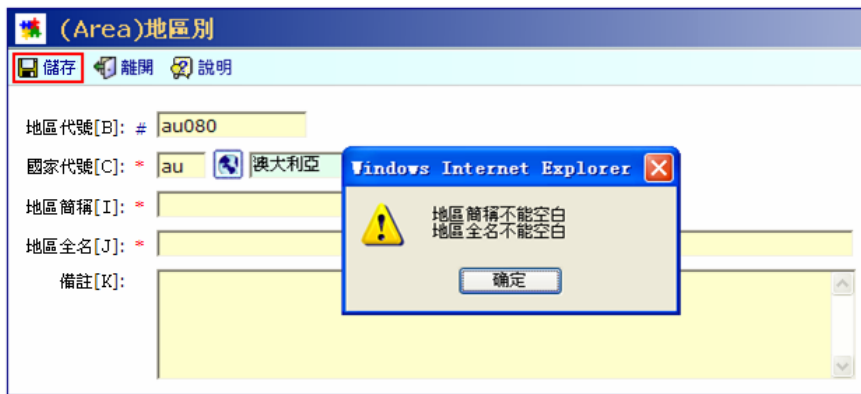 (Area)地區別
儲存 離開 說明
地區代號[B]: # au080
國家代號[C]: * au 澳大利亞
地區簡稱[I]: *
地區全名[J]: *
備註[K]:
Windows Internet Explorer
地區簡稱不能空白
地區全名不能空白
确定